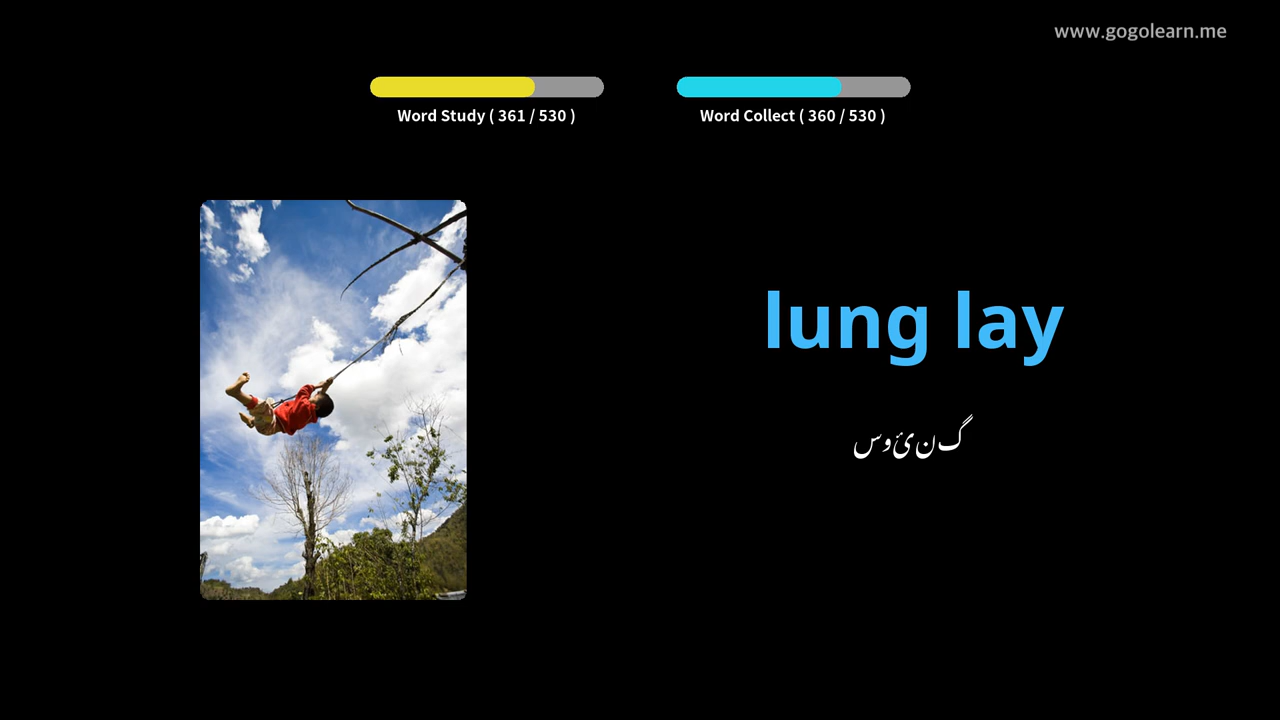 www.gogolearn.me
Word Study ( 361 / 530 )
Word Collect ( 360 / 530 )
lung lay
گ ن ئ و س